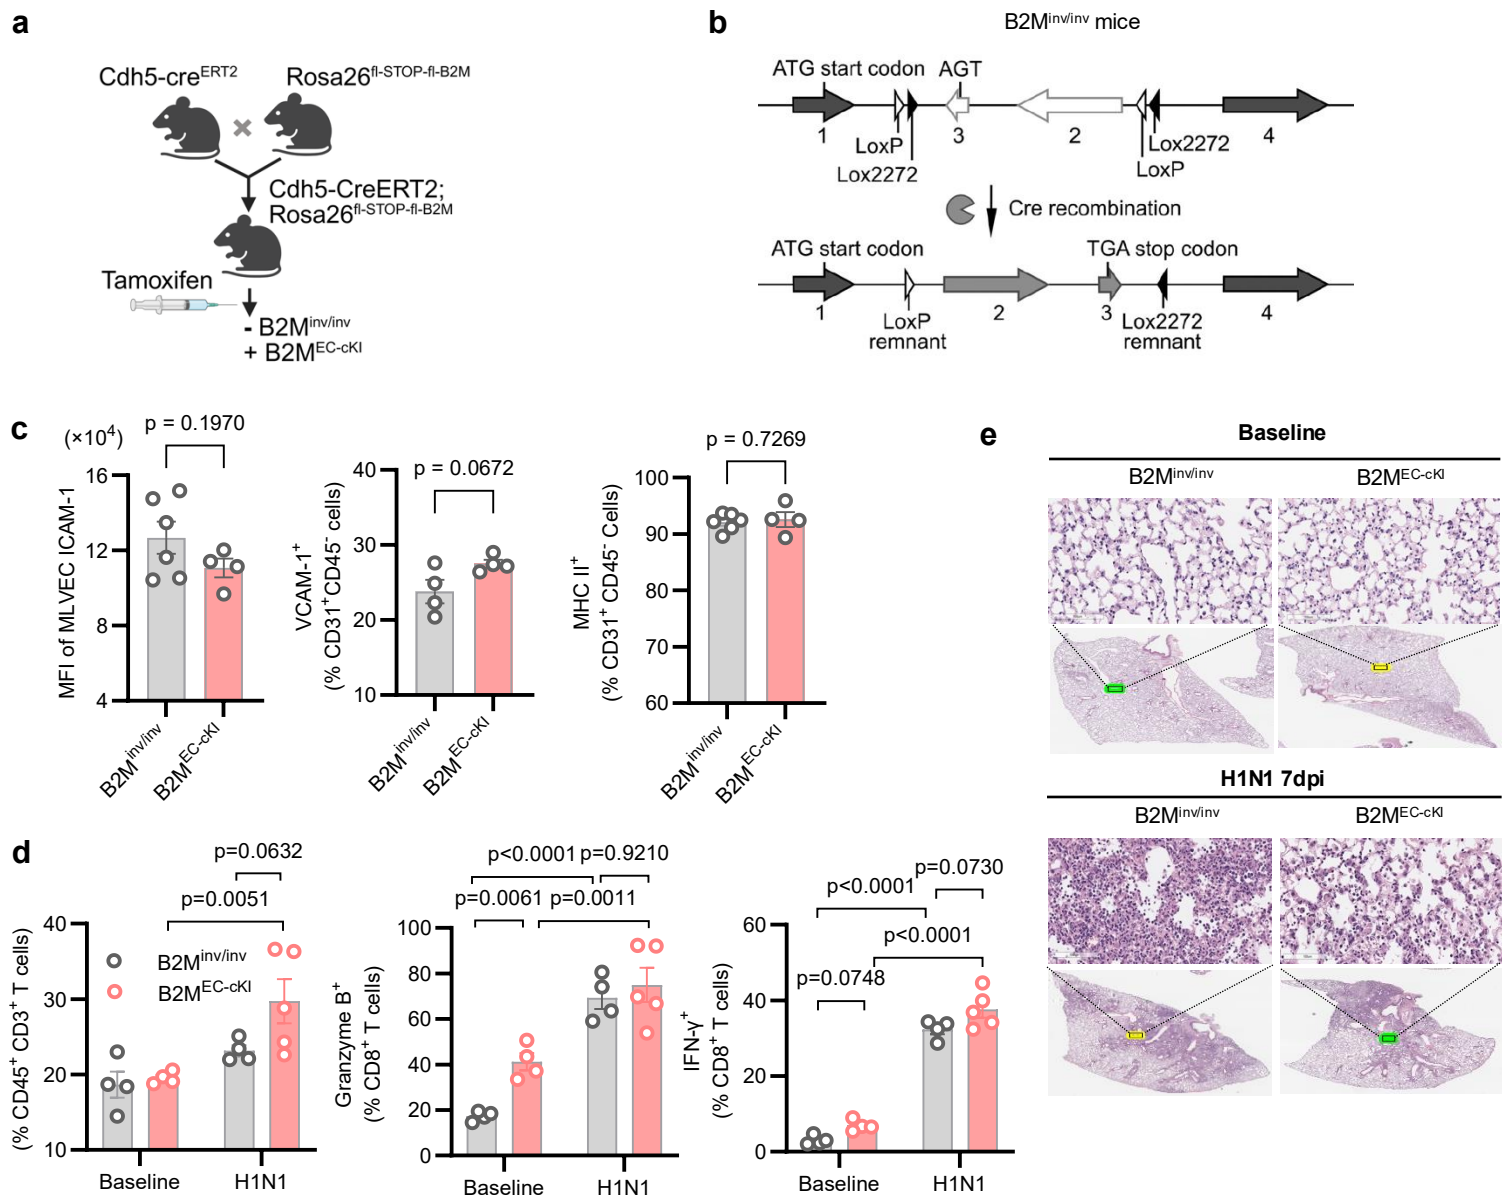 a
Cdh5-creERT2
Rosa26fl-STOP-fl-B2M
Cdh5-CreERT2;
Rosa26fl-STOP-fl-B2M
Tamoxifen
- B2Minv/inv
+ B2MEC-cKI
b
B2Minv/inv mice
ATG start codon
AGT
1
3
2
4
LoxP
Lox2272
Lox2272
LoxP
Cre recombination
ATG start codon
TGA stop codon
1
2
3
4
LoxP
remnant
Lox2272
remnant
c
(×10⁴)
p = 0.1970
MFI of MLVEC ICAM-1
16
12
8
4
B2Minv/inv
B2MEC-cKI
p = 0.0672
VCAM-1+
(% CD31+CD45- cells)
40
30
20
10
B2Minv/inv
B2MEC-cKI
p = 0.7269
MHC II+
(% CD31+ CD45- Cells)
100
90
80
70
60
B2Minv/inv
B2MEC-cKI
d
p=0.0632
p=0.0051
(% CD45+ CD3+ T cells)
40
30
20
10
B2Minv/inv
B2MEC-cKI
Baseline
H1N1
p<0.0001
p=0.9210
p=0.0061
p=0.0011
Granzyme B+
(% CD8+ T cells)
100
80
60
40
20
0
Baseline
H1N1
p=0.0730
p<0.0001
p<0.0001
p=0.0748
IFN-γ+
(% CD8+ T cells)
60
40
20
0
Baseline
H1N1
e
Baseline
B2Minv/inv
B2MEC-cKI
H1N1 7dpi
B2Minv/inv
B2MEC-cKI